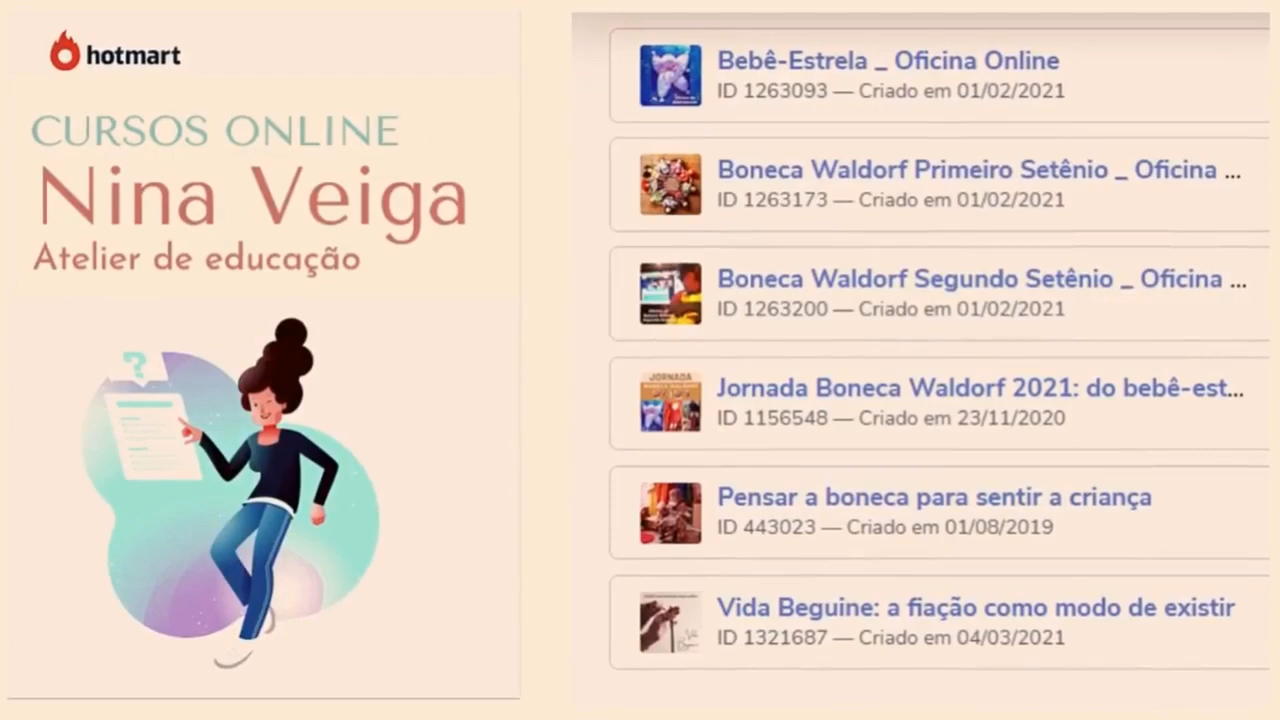 hotmart
CURSOS ONLINE
Nina Veiga
Atelier de educação
?
Bebê-Estrela _ Oficina Online
ID 1263093 — Criado em 01/02/2021
Boneca Waldorf Primeiro Setênio _ Oficina ...
ID 1263173 — Criado em 01/02/2021
Boneca Waldorf Segundo Setênio _ Oficina ...
ID 1263200 — Criado em 01/02/2021
JORNADA
Jornada Boneca Waldorf 2021: do bebê-est...
ID 1156548 — Criado em 23/11/2020
Pensar a boneca para sentir a criança
ID 443023 — Criado em 01/08/2019
Vida Beguine: a fiação como modo de existir
ID 1321687 — Criado em 04/03/2021